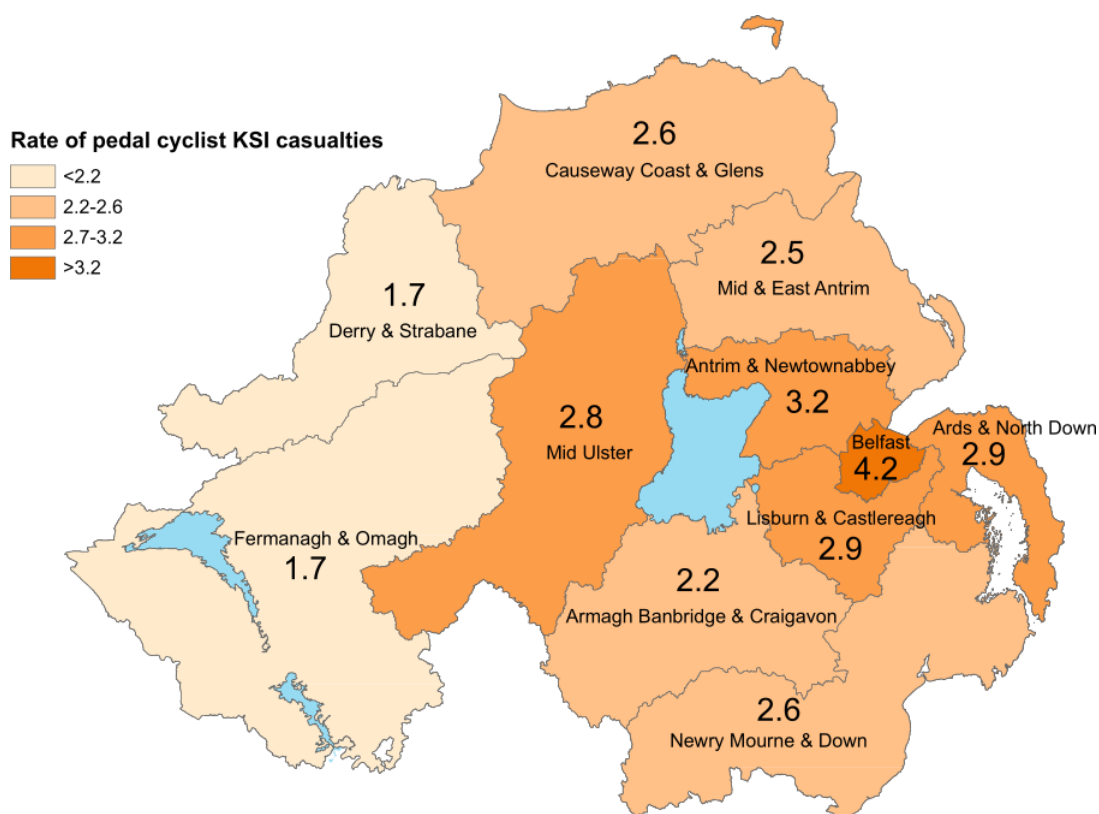 Rate of pedal cyclist KSI casualties
<2.2
2.2-2.6
2.7-3.2
>3.2
2.6
Causeway Coast & Glens
2.5
Mid & East Antrim
1.7
Derry & Strabane
Antrim & Newtownabbey
3.2
2.8
Mid Ulster
Belfast
4.2
Ards & North Down
2.9
Lisburn & Castlereagh
2.9
Fermanagh & Omagh
1.7
2.2
Armagh Banbridge & Craigavon
2.6
Newry Mourne & Down